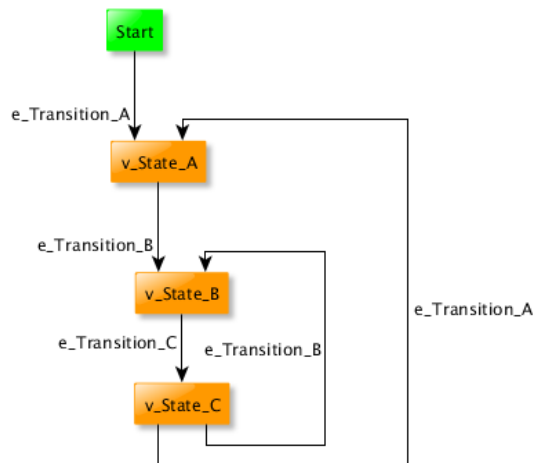 Start
e_Transition_A
v_State_A
e_Transition_B
v_State_B
e_Transition_A
e_Transition_C
e_Transition_B
v_State_C